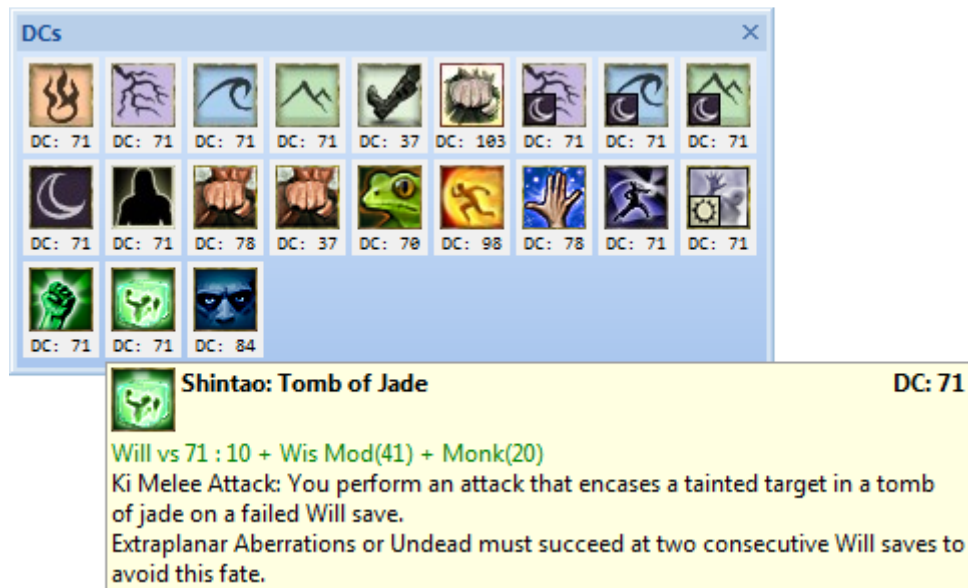 DCs
DC: 71 DC: 71 DC: 71 DC: 71 DC: 37 DC: 103 DC: 71 DC: 71 DC: 71
DC: 71 DC: 71 DC: 78 DC: 37 DC: 70 DC: 98 DC: 78 DC: 71 DC: 71
DC: 71 DC: 71 DC: 84
Shintao: Tomb of Jade DC: 71
Will vs 71 : 10 + Wis Mod(41) + Monk(20)
Ki Melee Attack: You perform an attack that encases a tainted target in a tomb
of jade on a failed Will save.
Extraplanar Aberrations or Undead must succeed at two consecutive Will saves to
avoid this fate.